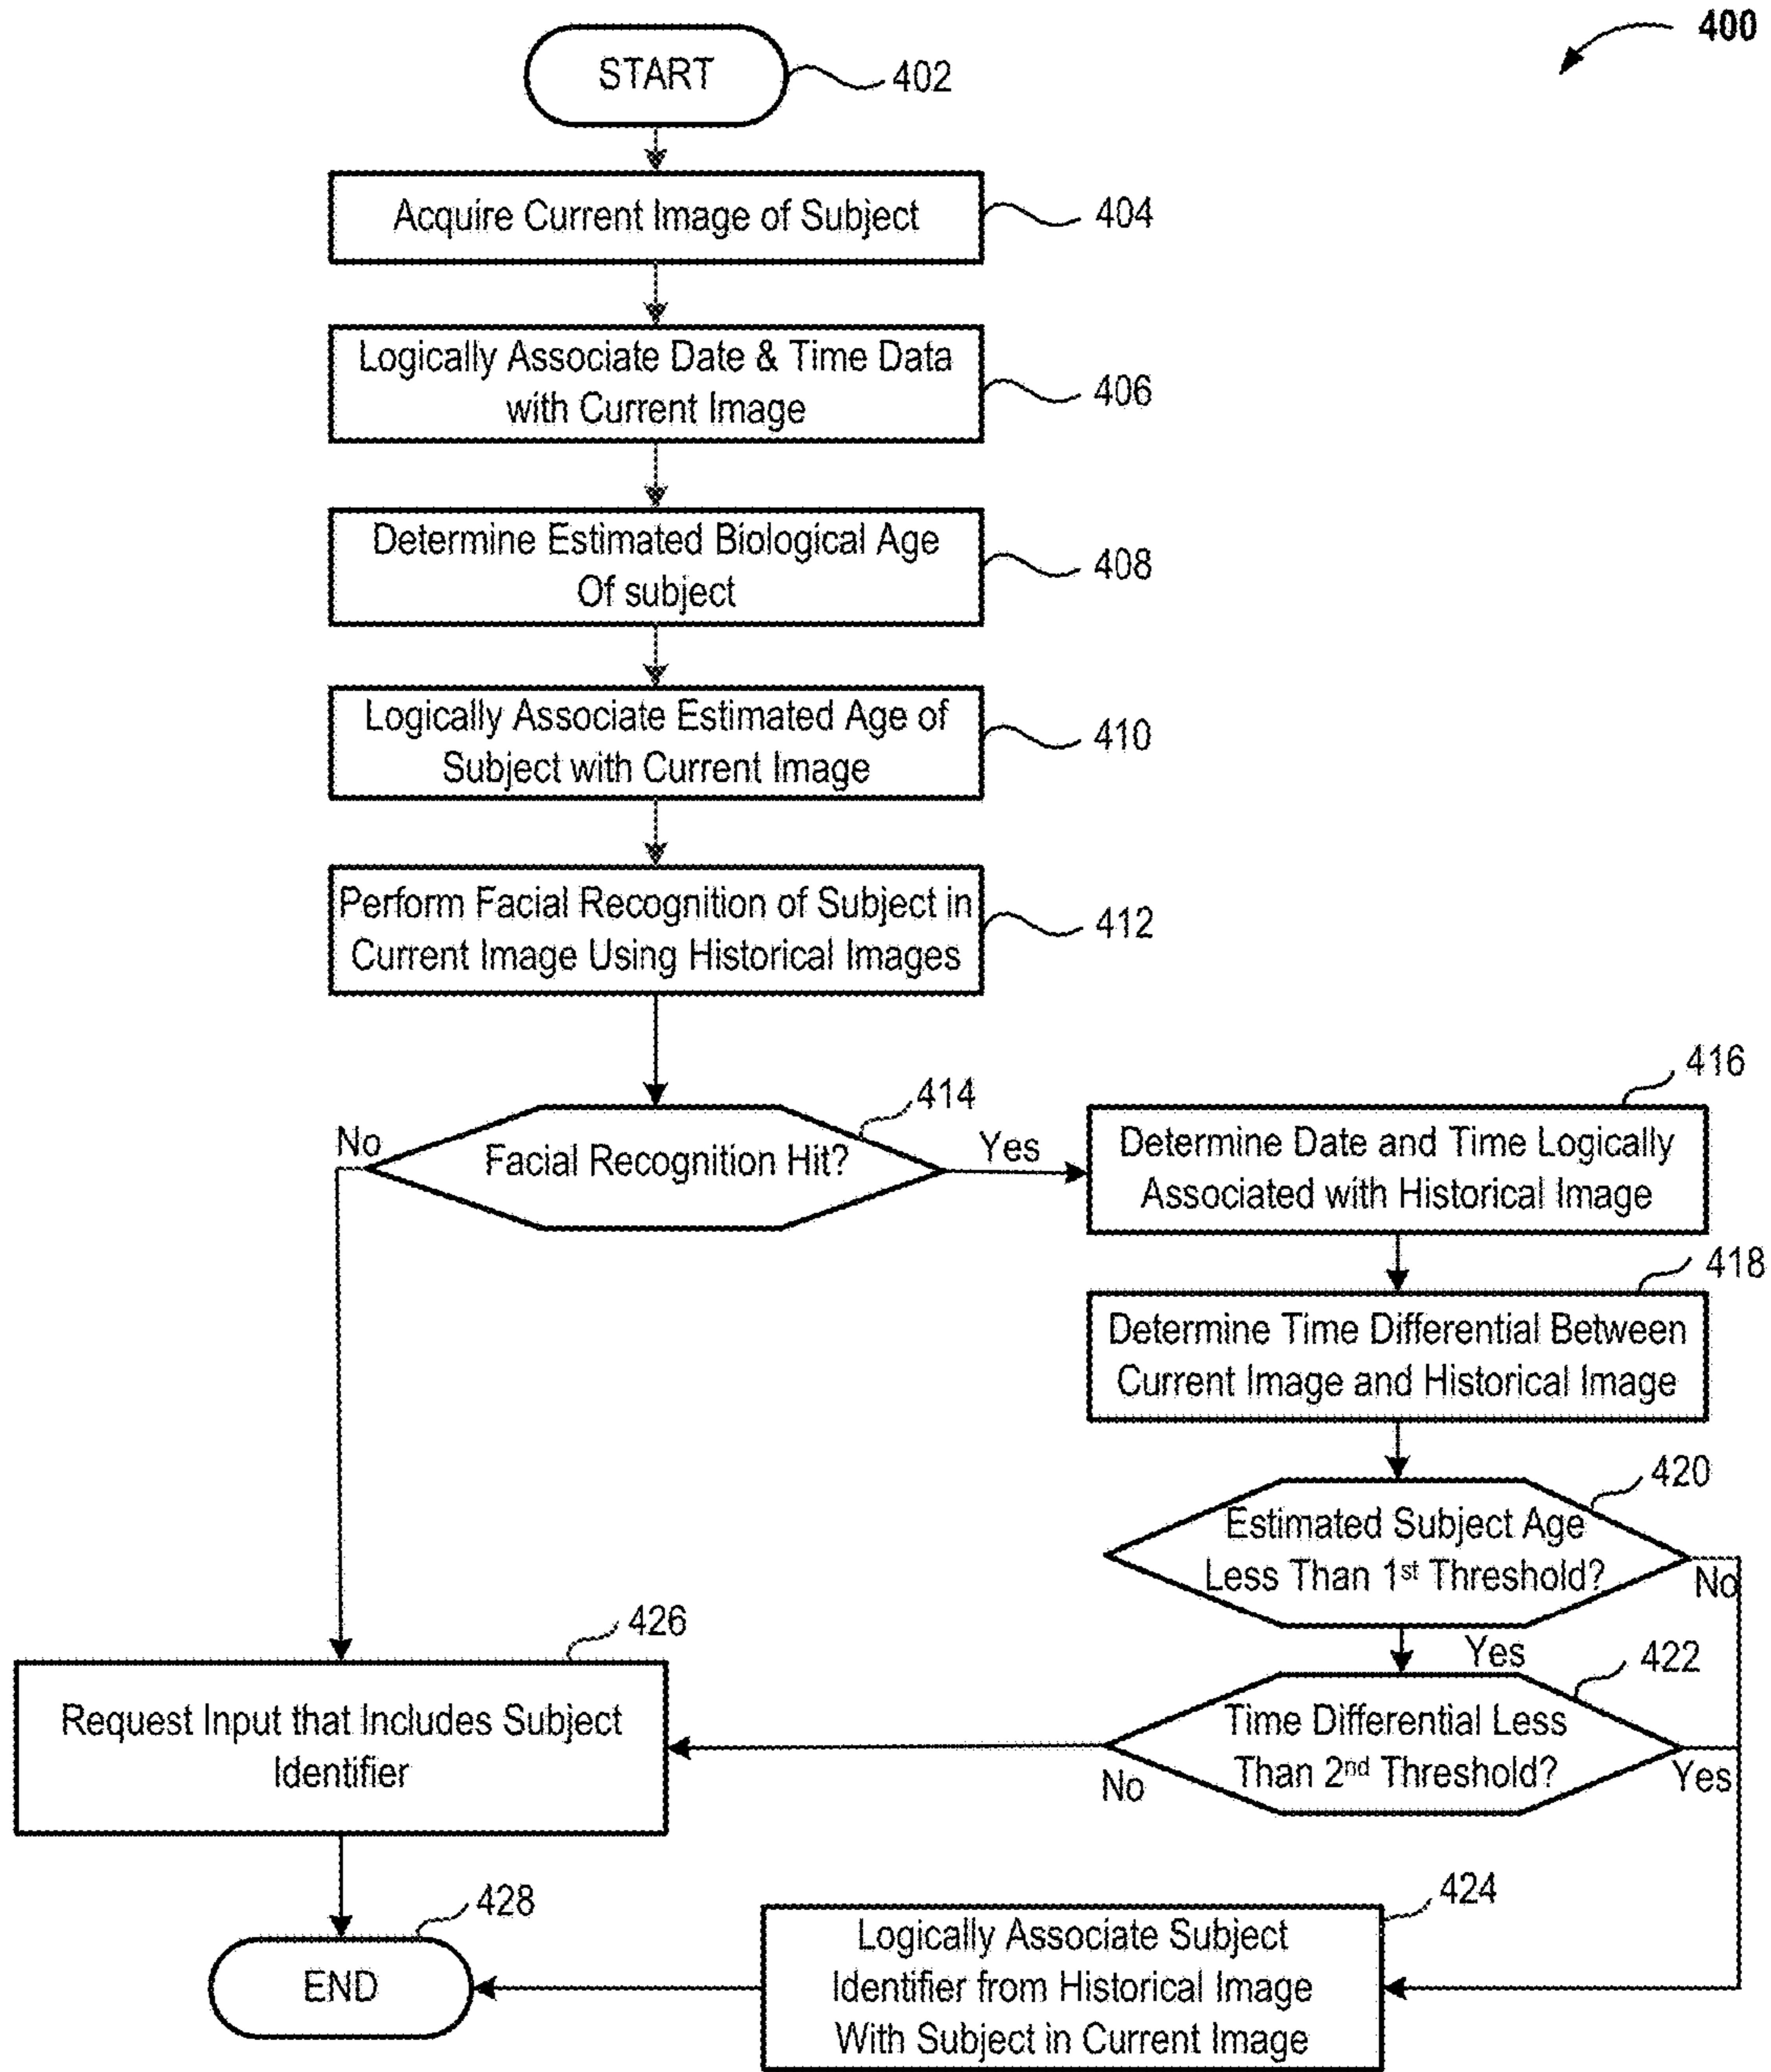 400
START
402
Acquire Current Image of Subject
404
Logically Associate Date & Time Data
with Current Image
406
Determine Estimated Biological Age
Of subject
408
Logically Associate Estimated Age of
Subject with Current Image
410
Perform Facial Recognition of Subject in
Current Image Using Historical Images
412
414
No
Facial Recognition Hit?
Yes
416
Determine Date and Time Logically
Associated with Historical Image
418
Determine Time Differential Between
Current Image and Historical Image
420
Estimated Subject Age
Less Than 1st Threshold?
No
Yes
422
Time Differential Less
Than 2nd Threshold?
No
Yes
426
Request Input that Includes Subject
Identifier
424
Logically Associate Subject
Identifier from Historical Image
With Subject in Current Image
428
END